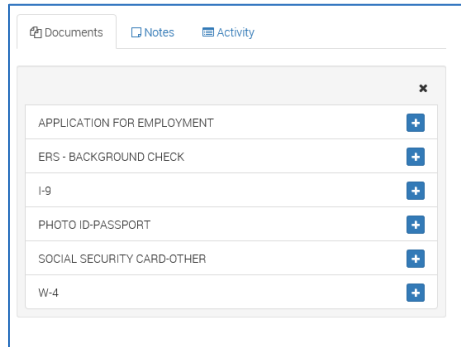 Documents Notes Activity
APPLICATION FOR EMPLOYMENT
ERS - BACKGROUND CHECK
I-9
PHOTO ID-PASSPORT
SOCIAL SECURITY CARD-OTHER
W-4